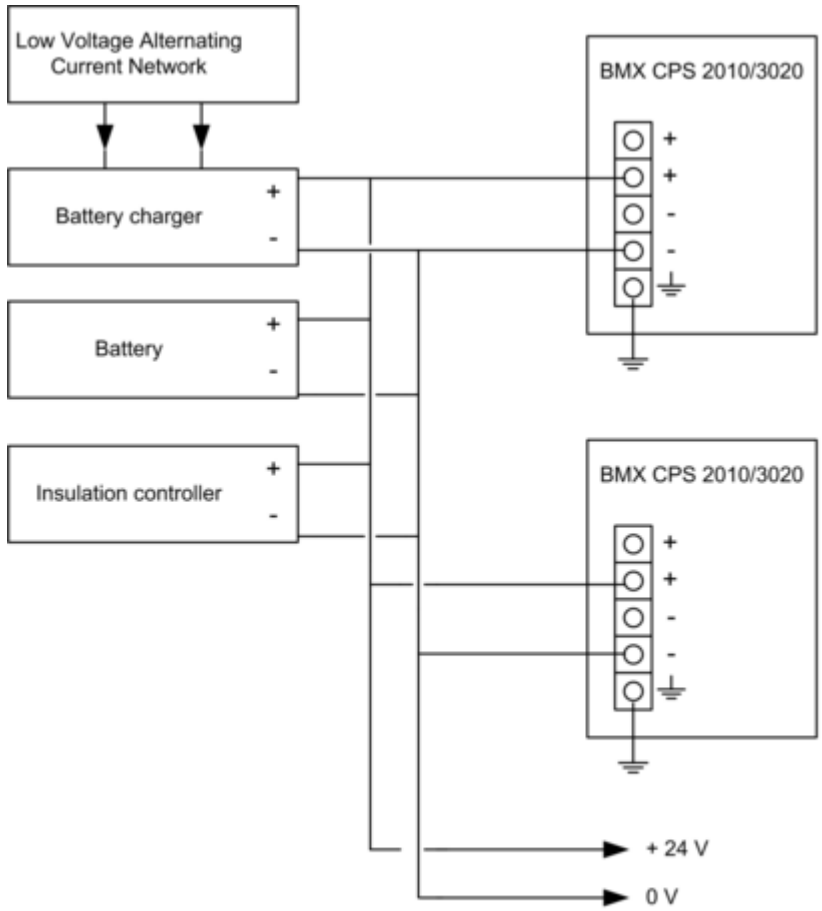 Low Voltage Alternating
Current Network
Battery charger
+
-
Battery
+
-
Insulation controller
+
-
BMX CPS 2010/3020
+
+
-
-
BMX CPS 2010/3020
+
+
-
-
+ 24 V
0 V